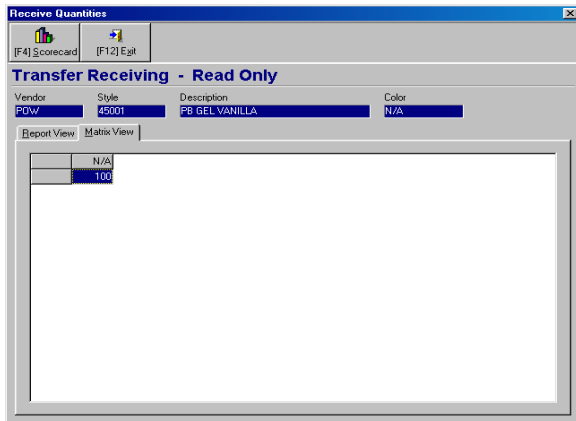 Receive Quantities
[F4] Scorecard [F12] Exit
Transfer Receiving - Read Only
Vendor Style Description Color
POW 45001 PB GEL VANILLA N/A
Report View Matrix View
N/A
100